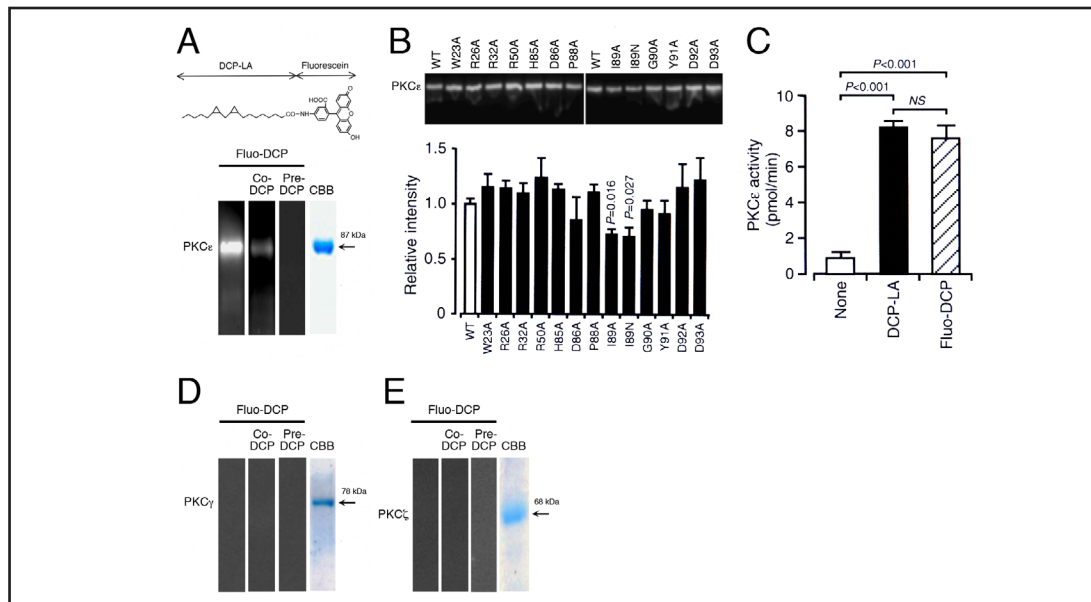 A
DCP-LA Fluorescein
HO₂C
O
O
CO-NH
OH
Fluo-DCP
Co-DCP
Pre-DCP
CBB
PKCε
87 kDa
B
WT W23A R26A R32A R50A H85A D86A P88A WT I89A I89N G90A Y91A D92A D93A
PKCε
Relative intensity
1.5
1.0
0.5
0
P=0.016
P=0.027
WT W23A R26A R32A R50A H85A D86A P88A I89A I89N G90A Y91A D92A D93A
C
P<0.001
P<0.001
NS
PKCε activity
(pmol/min)
10
8
6
4
2
0
None DCP-LA Fluo-DCP
D
Fluo-DCP
Co-DCP
Pre-DCP
CBB
PKCγ
78 kDa
E
Fluo-DCP
Co-DCP
Pre-DCP
CBB
PKCζ
68 kDa